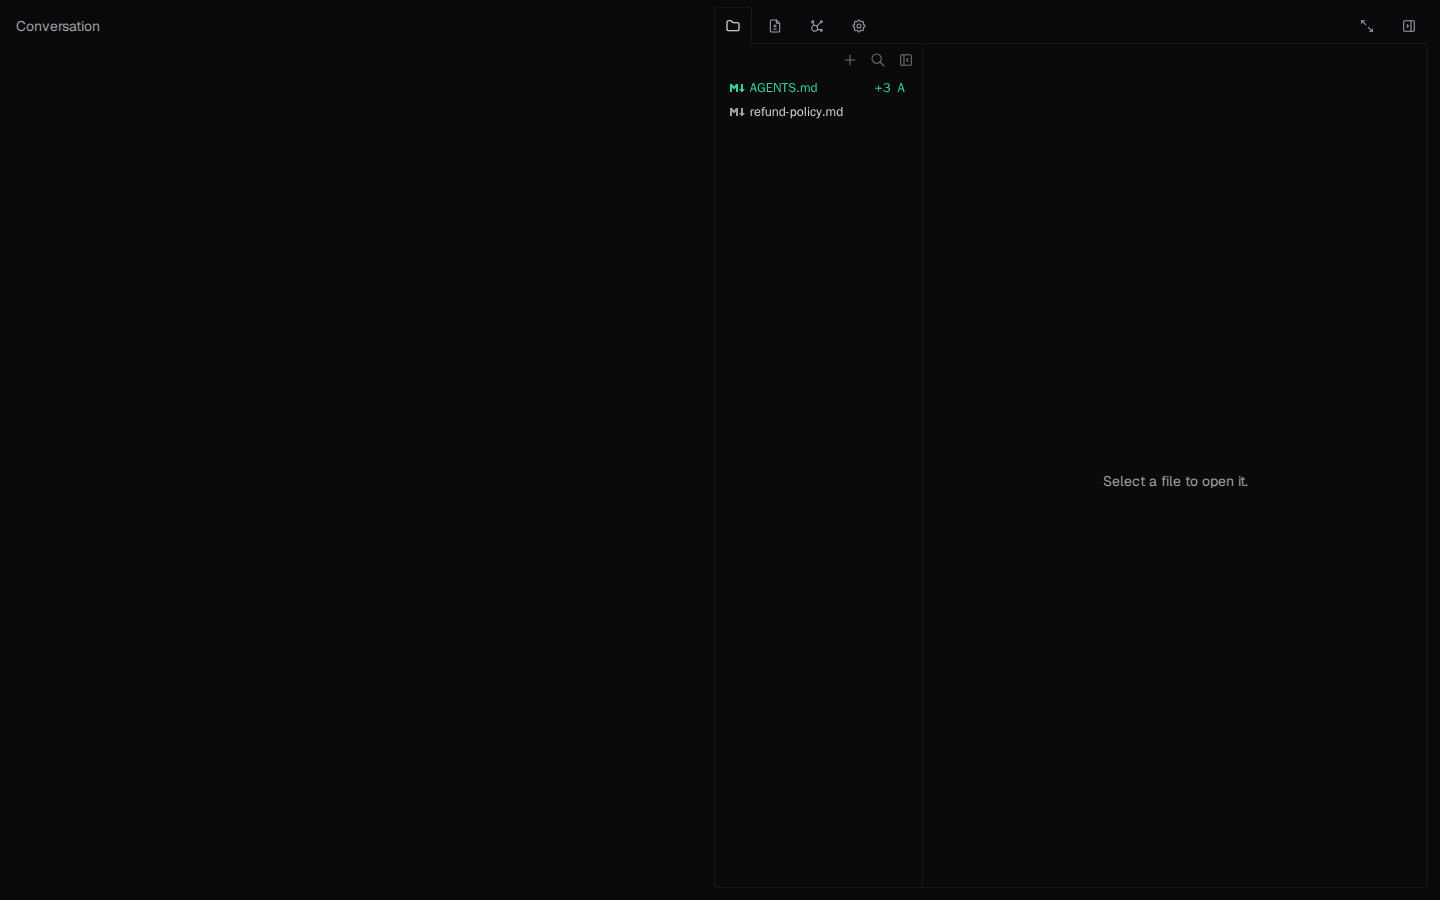 Conversation
AGENTS.md +3 A
refund-policy.md
Select a file to open it.